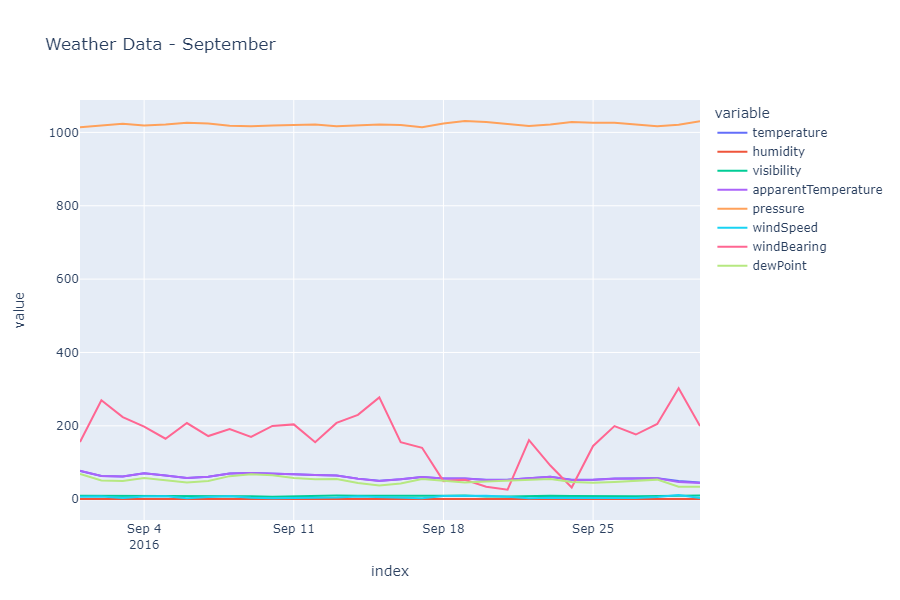 Weather Data - September
variable
temperature
humidity
visibility
apparentTemperature
pressure
windSpeed
windBearing
dewPoint
1000
800
600
400
200
0
value
Sep 4
2016
Sep 11
Sep 18
Sep 25
index